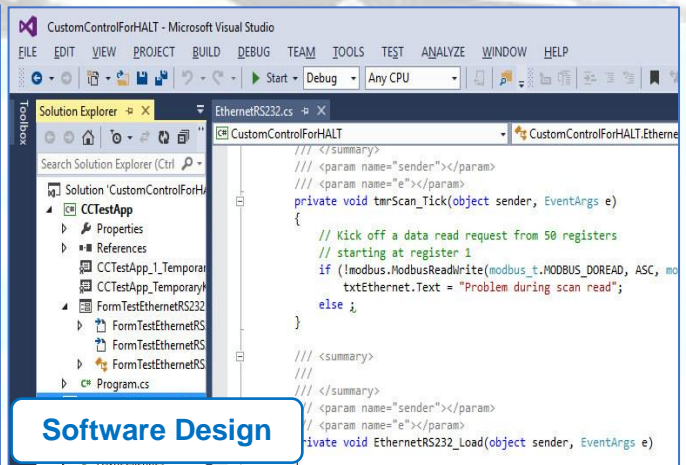 CustomControlForHALT - Microsoft Visual Studio
FILE EDIT VIEW PROJECT BUILD DEBUG TEAM TOOLS TEST ANALYZE WINDOW HELP
Start Debug Any CPU
Toolbox
Solution Explorer
EthernetRS232.cs
CustomControlForHALT
CustomControlForHALT.Etherne
Search Solution Explorer (Ctrl
Solution 'CustomControlForHA
CCTestApp
Properties
References
CCTestApp_1_Temporar
CCTestApp_TemporaryK
FormTestEthernetRS232
FormTestEthernetRS
FormTestEthernetRS
FormTestEthernetRS
C# Program.cs
/// </summary>
/// <param name="sender"></param>
/// <param name="e"></param>
private void tmrScan_Tick(object sender, EventArgs e)
{
// Kick off a data read request from 50 registers
// starting at register 1
if (!modbus.ModbusReadWrite(modbus_t.MODBUS_DOREAD, ASC, mo
txtEthernet.Text = "Problem during scan read";
else ;
}
/// <summary>
///
/// </summary>
/// <param name="sender"></param>
/// <param name="e"></param>
private void EthernetRS232_Load(object sender, EventArgs e)
Software Design